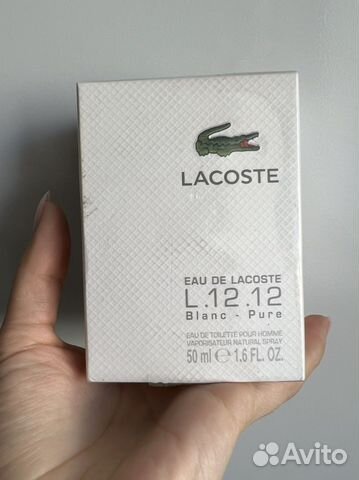 LACOSTE
EAU DE LACOSTE
L.12.12
Blanc - Pure
EAU DE TOILETTE POUR HOMME
VAPORISATEUR NATURAL SPRAY
50 ml ℮ 1.6 FL. OZ.
Avito